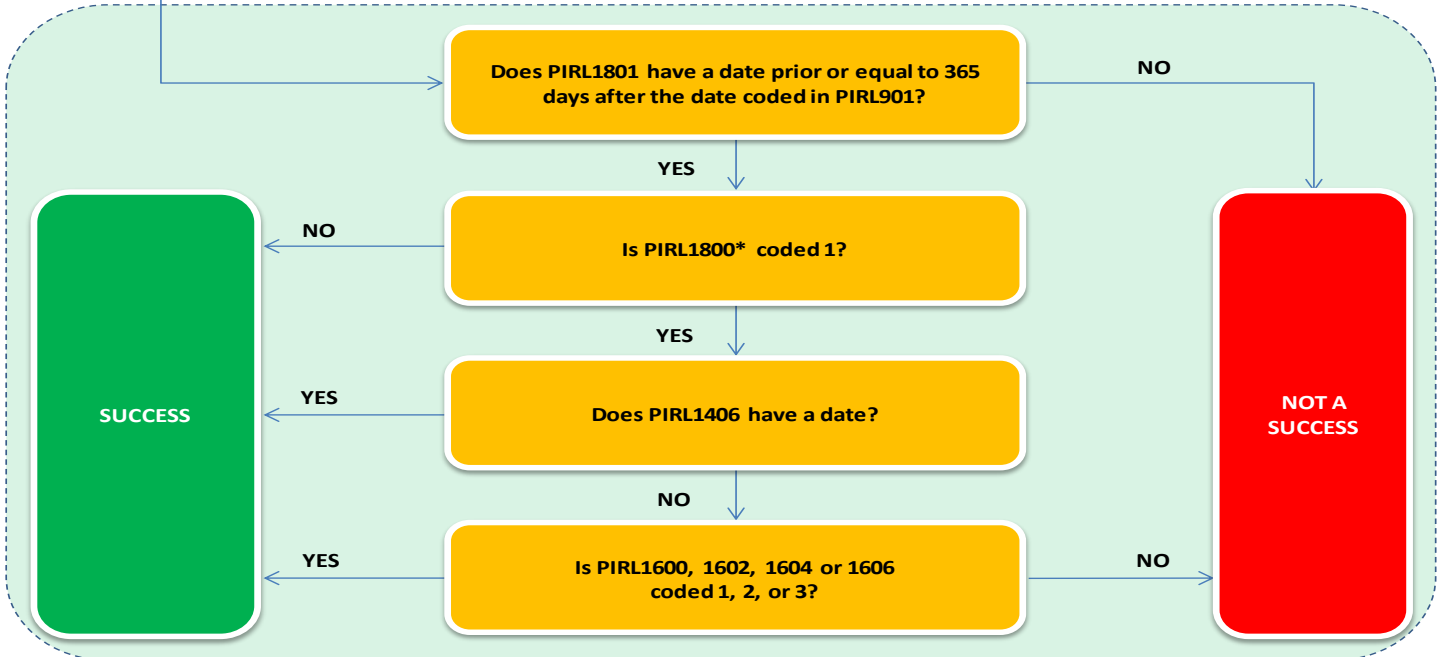 Does PIRL1801 have a date prior or equal to 365
days after the date coded in PIRL901?
NO
YES
NO
Is PIRL1800* coded 1?
YES
YES
Does PIRL1406 have a date?
SUCCESS
NOT A
SUCCESS
NO
YES
Is PIRL1600, 1602, 1604 or 1606
coded 1, 2, or 3?
NO